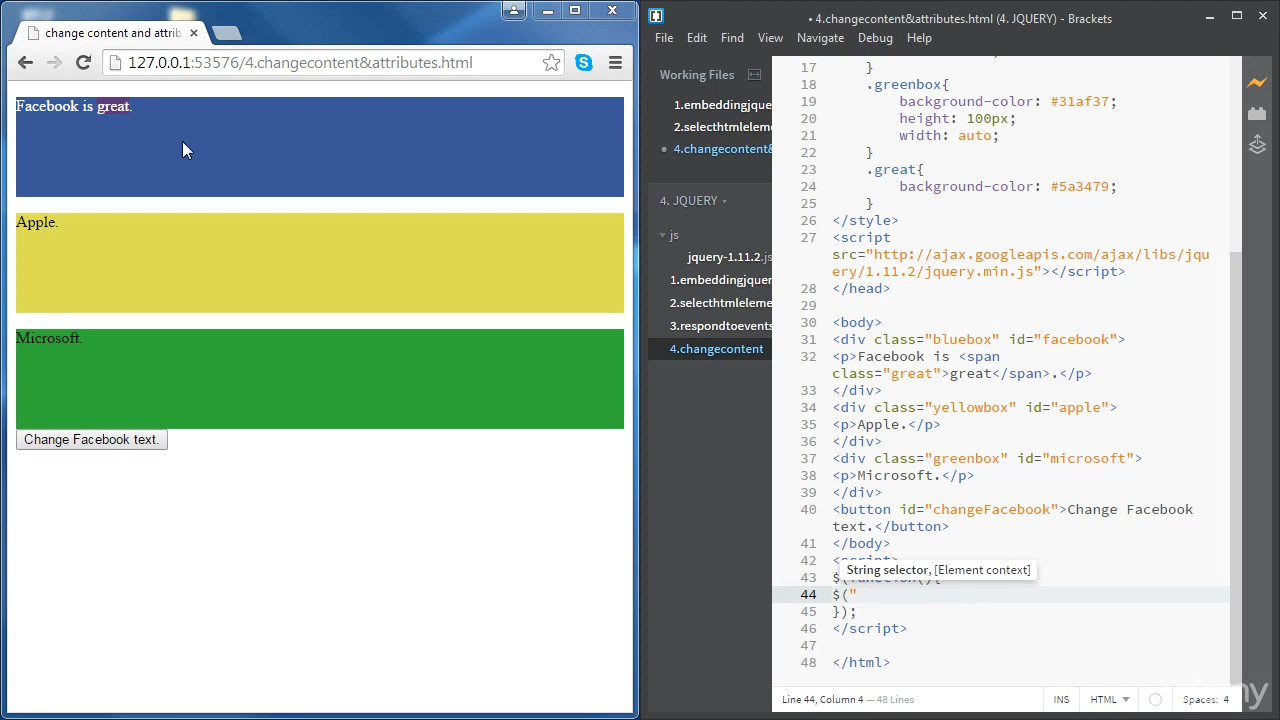 change content and attrib
127.0.0.1:53576/4.changecontent&attributes.html
Facebook is great.
Apple.
Microsoft.
Change Facebook text.
• 4.changecontent&attributes.html (4. JQUERY) - Brackets
File Edit Find View Navigate Debug Help
Working Files
1.embeddingjquery
2.selecthtmleleme
4.changecontent&
4. JQUERY
js
jquery-1.11.2.js
1.embeddingjquery
2.selecthtmleleme
3.respondtoevents
4.changecontent
17 }
18 .greenbox{
19 background-color: #31af37;
20 height: 100px;
21 width: auto;
22 }
23 .great{
24 background-color: #5a3479;
25 }
26 </style>
27 <script
src="http://ajax.googleapis.com/ajax/libs/jqu
ery/1.11.2/jquery.min.js"></script>
28 </head>
29
30 <body>
31 <div class="bluebox" id="facebook">
32 <p>Facebook is <span
class="great">great</span>.</p>
33 </div>
34 <div class="yellowbox" id="apple">
35 <p>Apple.</p>
36 </div>
37 <div class="greenbox" id="microsoft">
38 <p>Microsoft.</p>
39 </div>
40 <button id="changeFacebook">Change Facebook
text.</button>
41 </body>
42 <script>
String selector, [Element context]
43 $(function(){
44 $("
45 });
46 </script>
47
48 </html>
Line 44, Column 4 — 48 Lines
INS HTML Spaces: 4